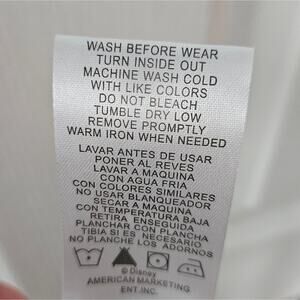 WASH BEFORE WEAR
TURN INSIDE OUT
MACHINE WASH COLD
WITH LIKE COLORS
DO NOT BLEACH
TUMBLE DRY LOW
REMOVE PROMPTLY
WARM IRON WHEN NEEDED
LAVAR ANTES DE USAR
PONER AL REVES
LAVAR A MAQUINA
CON AGUA FRIA
CON COLORES SIMILARES
NO USAR BLANQUEADOR
SECAR A MAQUINA
CON TEMPERATURA BAJA
RETIRA ENSEGUIDA
PLANCHAR CON PLANCHA
TIBIA SI ES NECESARIO
NO PLANCHE LOS ADORNOS
© Disney
AMERICAN MARKETING
ENT. INC.